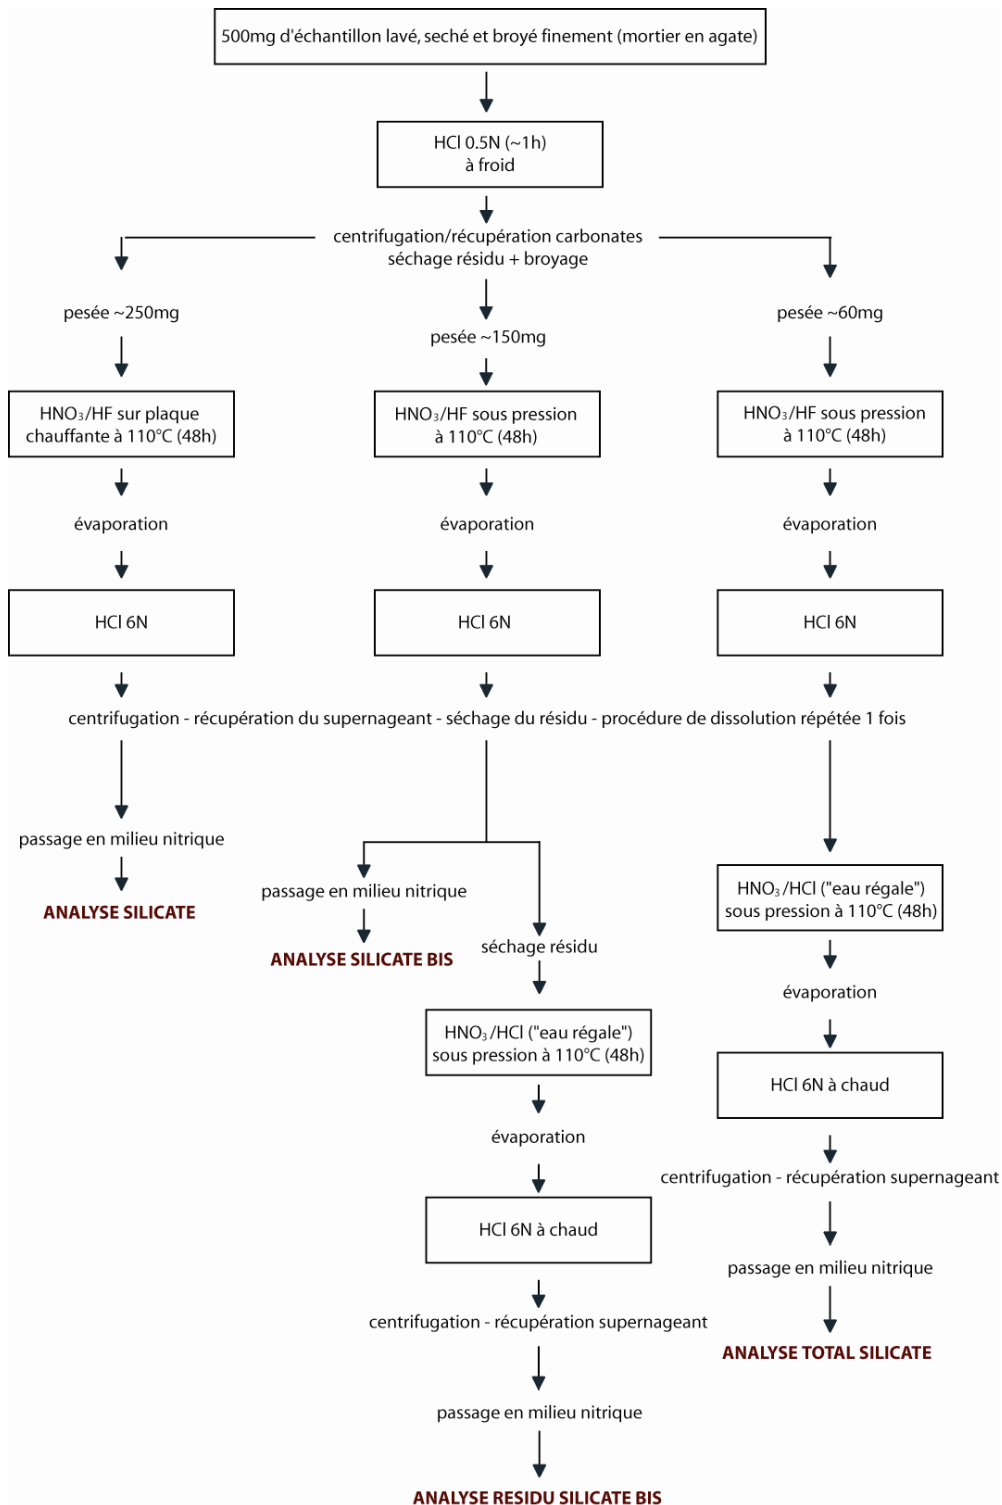 500mg d'échantillon lavé, seché et broyé finement (mortier en agate)
HCl 0.5N (~1h)
à froid
centrifugation/récupération carbonates
séchage résidu + broyage
pesée ~250mg
pesée ~150mg
pesée ~60mg
HNO₃/HF sur plaque
chauffante à 110°C (48h)
HNO₃/HF sous pression
à 110°C (48h)
HNO₃/HF sous pression
à 110°C (48h)
évaporation
évaporation
évaporation
HCl 6N
HCl 6N
HCl 6N
centrifugation - récupération du supernageant - séchage du résidu - procédure de dissolution répétée 1 fois
passage en milieu nitrique
ANALYSE SILICATE
passage en milieu nitrique
ANALYSE SILICATE BIS
séchage résidu
HNO₃/HCl ("eau régale")
sous pression à 110°C (48h)
évaporation
HCl 6N à chaud
centrifugation - récupération supernageant
passage en milieu nitrique
ANALYSE RESIDU SILICATE BIS
HNO₃/HCl ("eau régale")
sous pression à 110°C (48h)
évaporation
HCl 6N à chaud
centrifugation - récupération supernageant
passage en milieu nitrique
ANALYSE TOTAL SILICATE